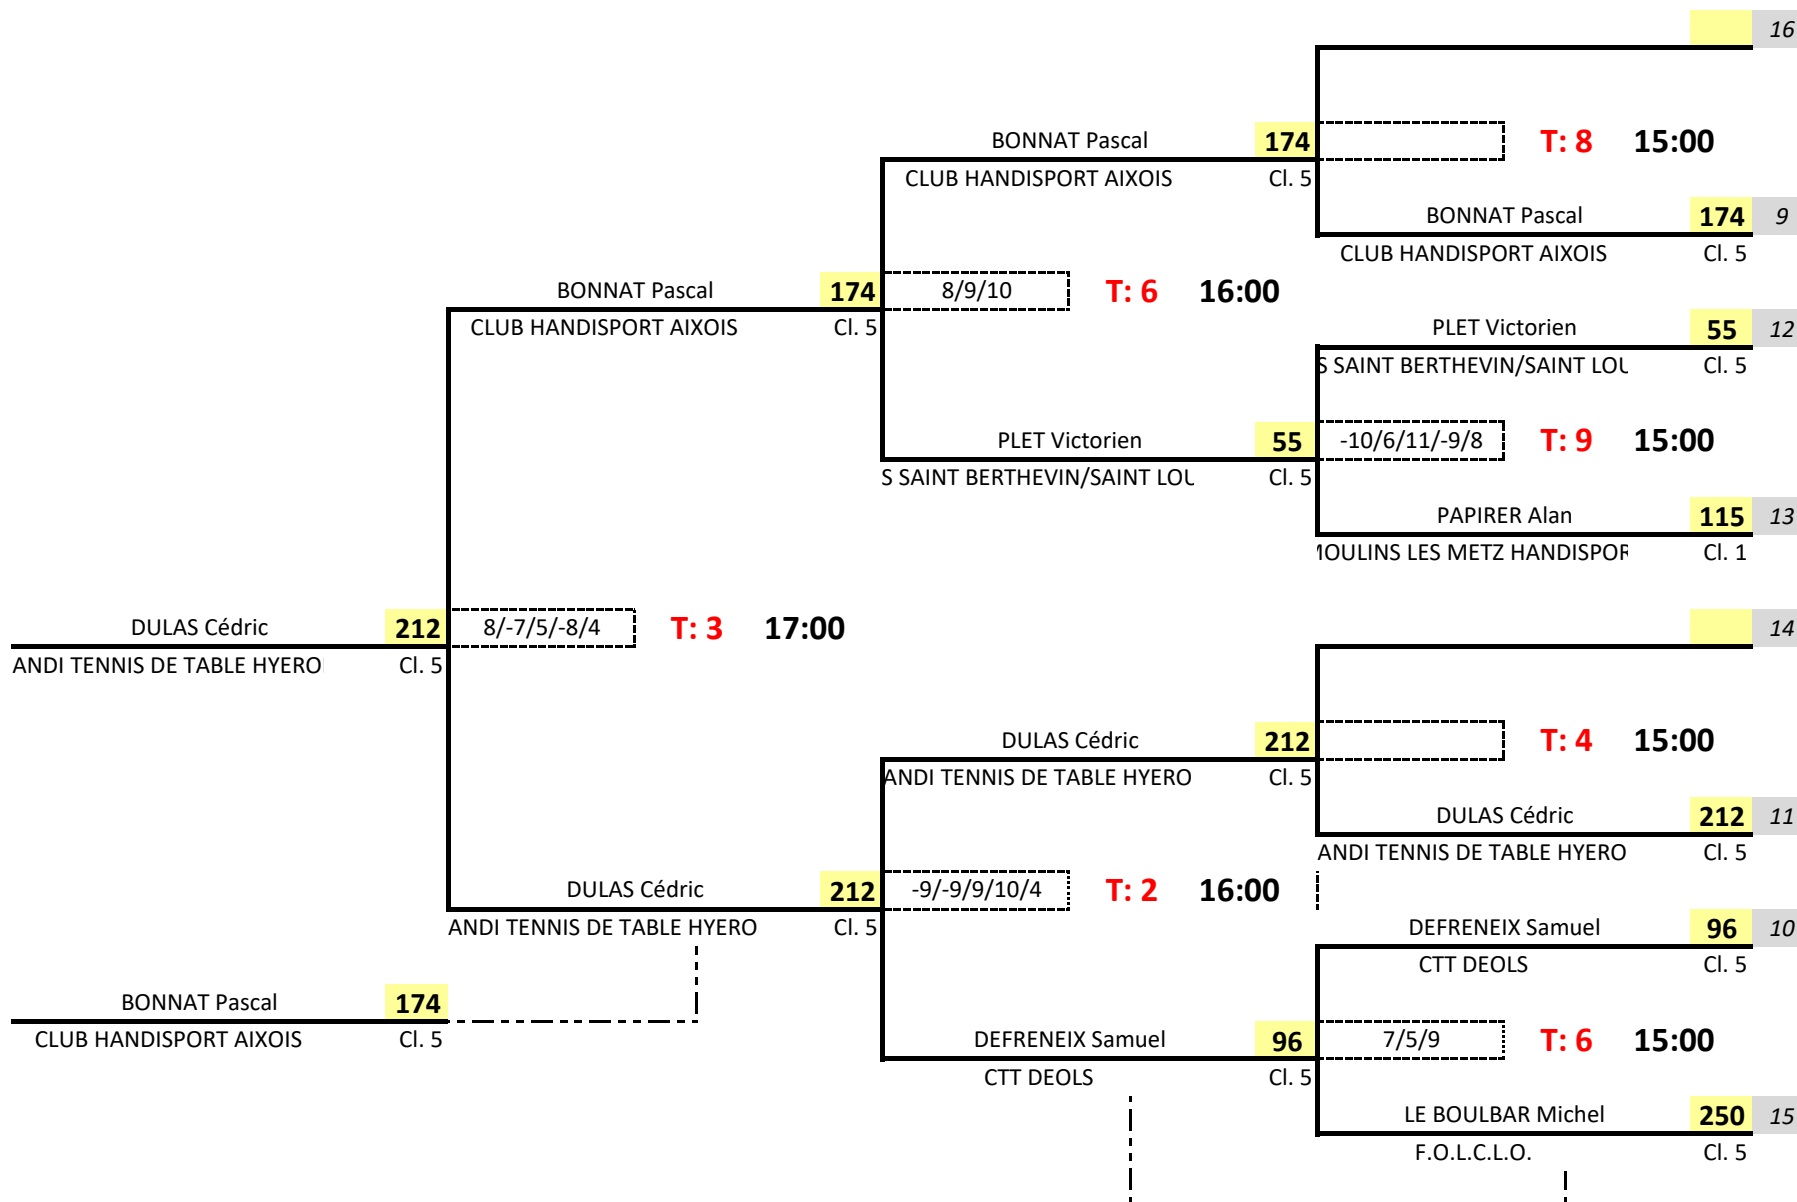 16
BONNAT Pascal 174 T: 8 15:00
CLUB HANDISPORT AIXOIS Cl. 5
BONNAT Pascal 174 9
CLUB HANDISPORT AIXOIS Cl. 5
BONNAT Pascal 174 8/9/10 T: 6 16:00
CLUB HANDISPORT AIXOIS Cl. 5
PLET Victorien 55 12
S SAINT BERTHEVIN/SAINT LOU Cl. 5
PLET Victorien 55 -10/6/11/-9/8 T: 9 15:00
S SAINT BERTHEVIN/SAINT LOU Cl. 5
PAPIRER Alan 115 13
MOULINS LES METZ HANDISPOR Cl. 1
DULAS Cédric 212 8/-7/5/-8/4 T: 3 17:00 14
ANDI TENNIS DE TABLE HYERO Cl. 5
DULAS Cédric 212 T: 4 15:00
ANDI TENNIS DE TABLE HYERO Cl. 5
DULAS Cédric 212 11
ANDI TENNIS DE TABLE HYERO Cl. 5
DULAS Cédric 212 -9/-9/9/10/4 T: 2 16:00
ANDI TENNIS DE TABLE HYERO Cl. 5
DEFRENEIX Samuel 96 10
CTT DEOLS Cl. 5
BONNAT Pascal 174
CLUB HANDISPORT AIXOIS Cl. 5
DEFRENEIX Samuel 96 7/5/9 T: 6 15:00
CTT DEOLS Cl. 5
LE BOULBAR Michel 250 15
F.O.L.C.L.O. Cl. 5